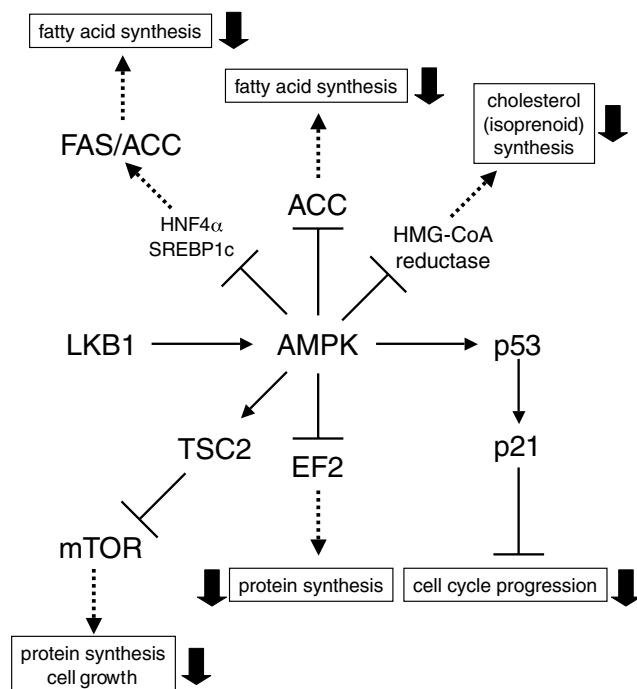 fatty acid synthesis
fatty acid synthesis
cholesterol
(isoprenoid)
synthesis
FAS/ACC
ACC
HNF4α
SREBP1c
HMG-CoA
reductase
LKB1
AMPK
p53
TSC2
EF2
p21
mTOR
protein synthesis
cell cycle progression
protein synthesis
cell growth